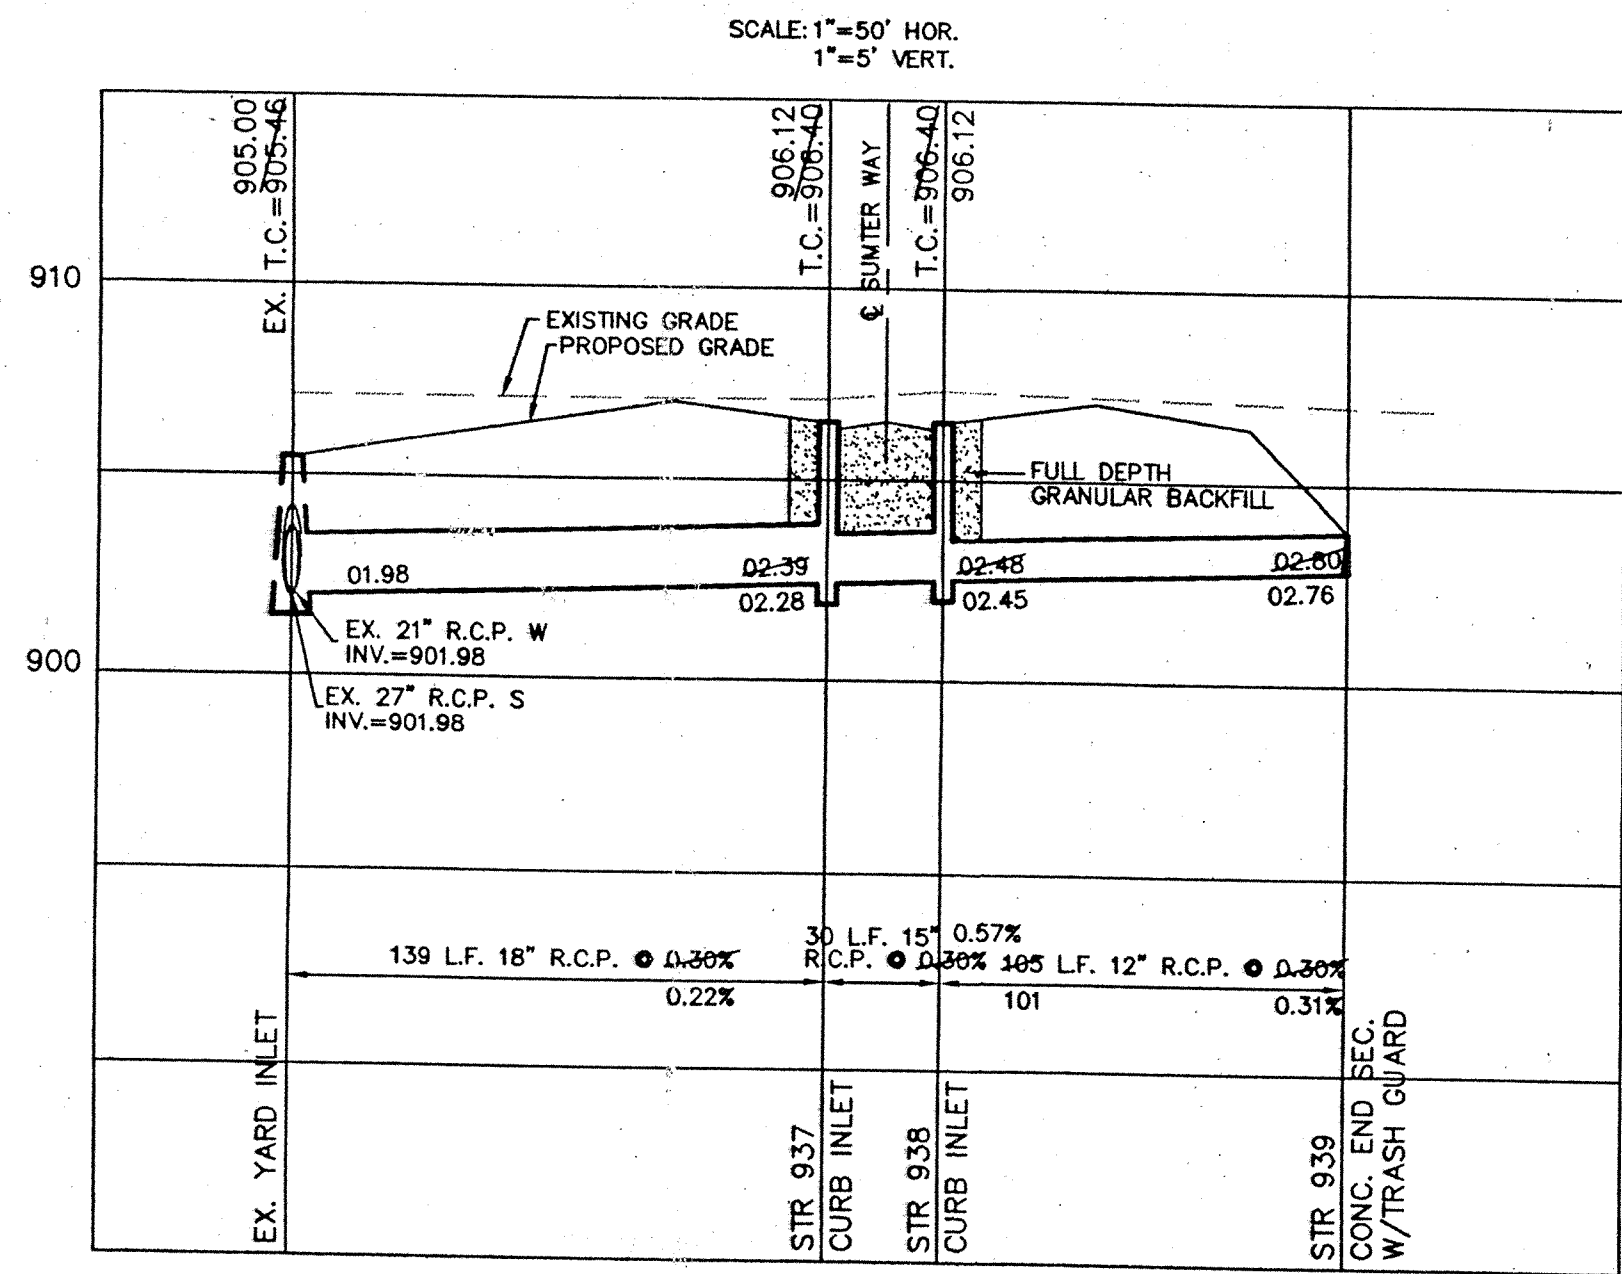 SCALE: 1"=50' HOR.
1"=5' VERT.
905.00
EX. T.C.=905.46
906.12
T.C.=906.40
℄ SUMTER WAY
T.C.=906.40
906.12
910
EXISTING GRADE
PROPOSED GRADE
FULL DEPTH
GRANULAR BACKFILL
01.98
02.39
02.28
02.48
02.45
02.80
02.76
EX. 21" R.C.P. W
INV.=901.98
900
EX. 27" R.C.P. S
INV.=901.98
139 L.F. 18" R.C.P. @ 0.30%
0.22%
30 L.F. 15" 0.57%
R.C.P. @ 0.30%
105 L.F. 12" R.C.P. @ 0.30%
101
0.31%
EX. YARD INLET
STR 937
CURB INLET
STR 938
CURB INLET
STR 939
CONC. END SEC.
W/TRASH GUARD